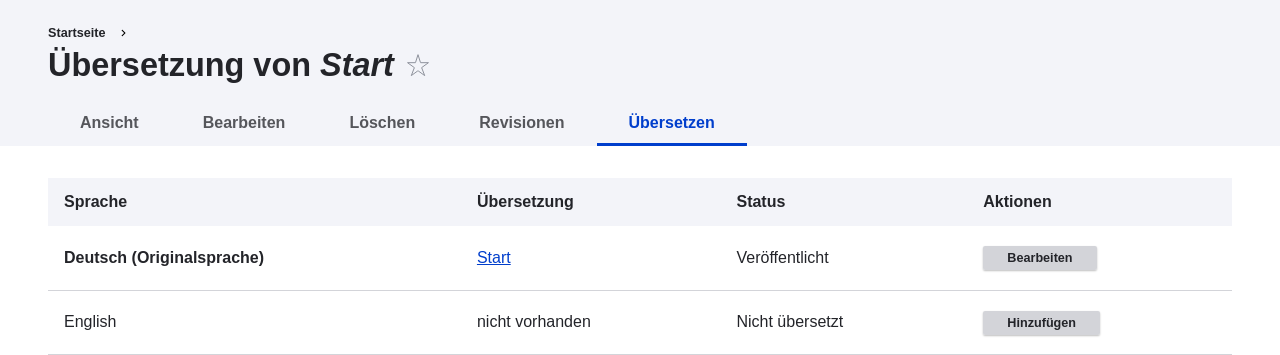 Startseite
Übersetzung von Start
Ansicht Bearbeiten Löschen Revisionen Übersetzen
Sprache Übersetzung Status Aktionen
Deutsch (Originalsprache) Start Veröffentlicht Bearbeiten
English nicht vorhanden Nicht übersetzt Hinzufügen